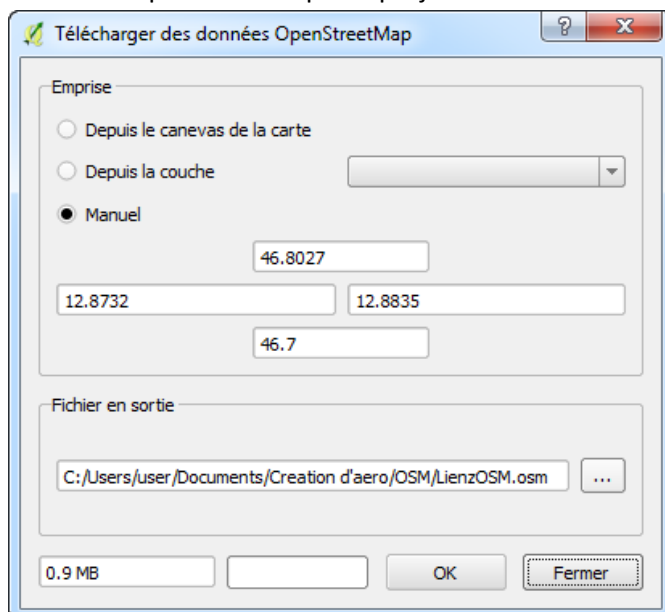 Télécharger des données OpenStreetMap
Emprise
Depuis le canevas de la carte
Depuis la couche
Manuel
46.8027
12.8732
12.8835
46.7
Fichier en sortie
C:/Users/user/Documents/Creation d'aero/OSM/LienzOSM.osm
...
0.9 MB
OK
Fermer